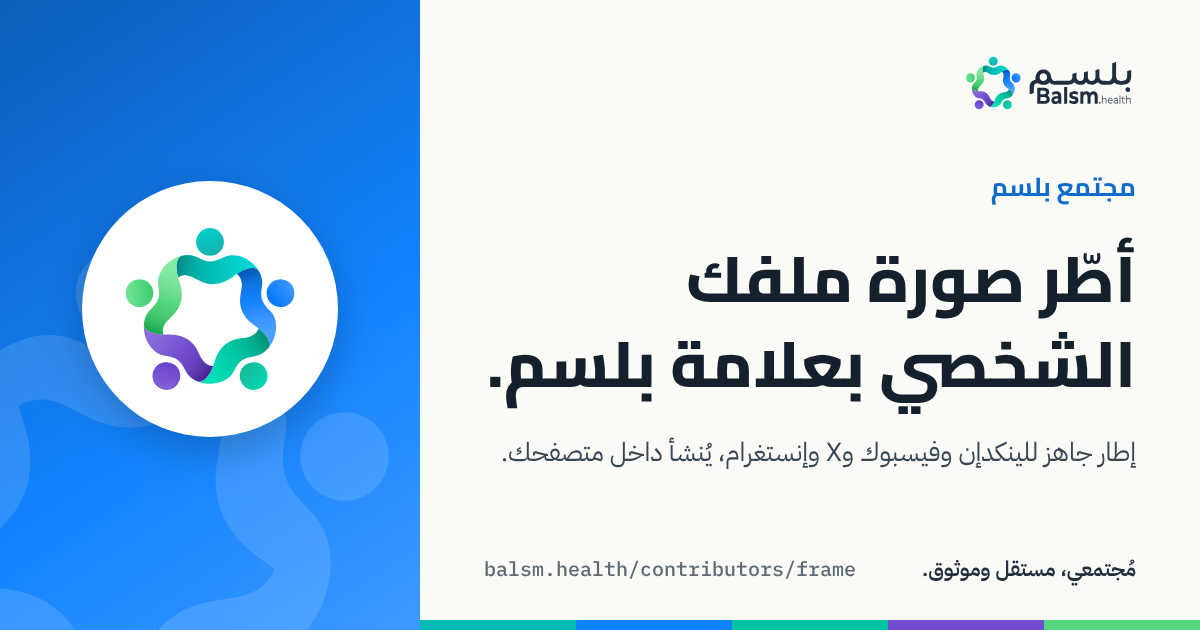 بلسم
Balsm.health
مجتمع بلسم
أطّر صورة ملفك
الشخصي بعلامة بلسم.
إطار جاهز للينكدإن وفيسبوك وX وإنستغرام، يُنشأ داخل متصفحك.
مُجتمعي، مستقل وموثوق.
balsm.health/contributors/frame